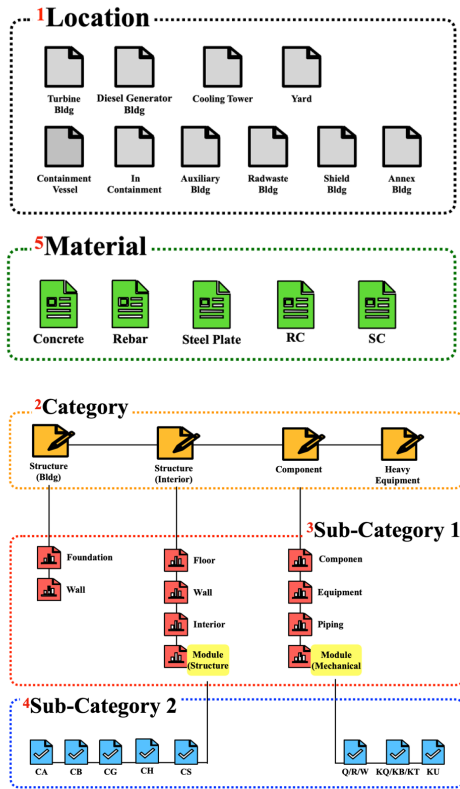 1Location
Turbine
Bldg
Diesel Generator
Bldg
Cooling Tower
Yard
Containment
Vessel
In
Containment
Auxiliary
Bldg
Radwaste
Bldg
Shield
Bldg
Annex
Bldg
5Material
Concrete
Rebar
Steel Plate
RC
SC
2Category
Structure
(Bldg)
Structure
(Interior)
Component
Heavy
Equipment
3Sub-Category 1
Foundation
Wall
Floor
Wall
Interior
Module
(Structure
Componen
Equipment
Piping
Module
(Mechanical
4Sub-Category 2
CA
CB
CG
CH
CS
Q/R/W
KQ/KB/KT
KU